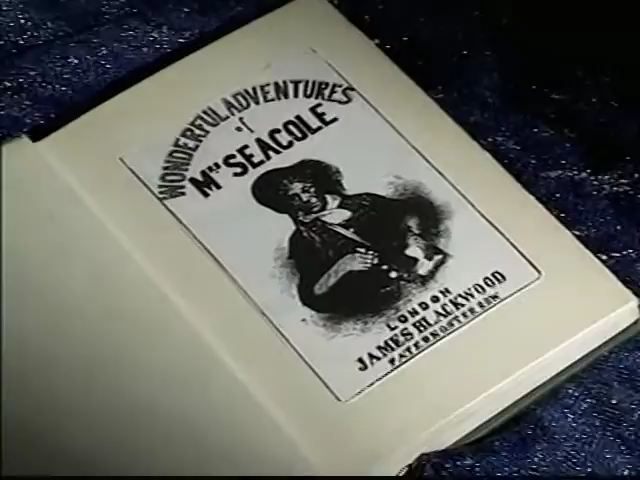 WONDERFUL ADVENTURES
of
MRS SEACOLE
LONDON
JAMES BLACKWOOD
PATERNOSTER ROW